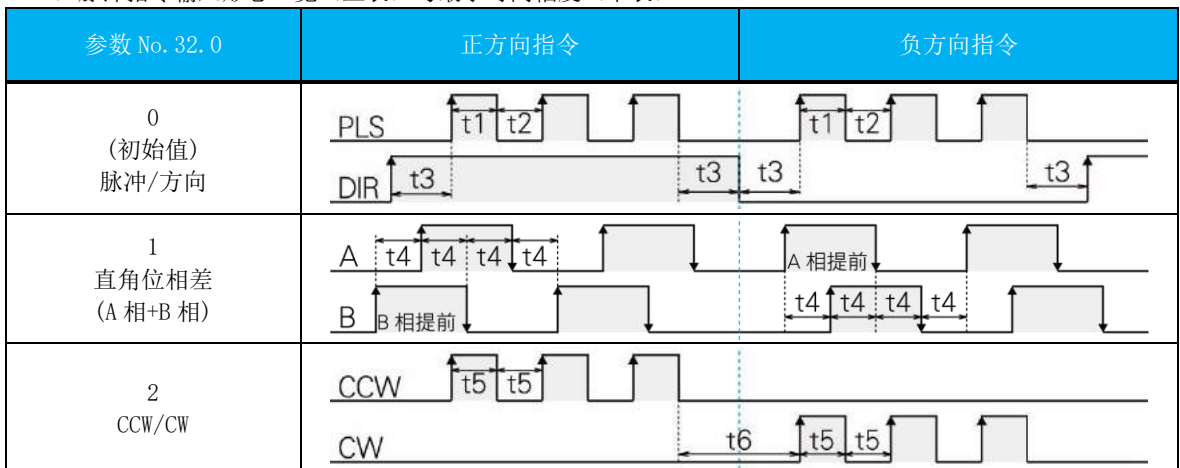 参数 No.32.0 正方向指令 负方向指令
0
(初始值)
脉冲/方向
PLS t1 t2 t1 t2
DIR t3 t3 t3 t3
1
直角位相差
(A 相+B 相)
A t4 t4 t4 t4 A 相提前
B B 相提前 t4 t4 t4 t4
2
CCW/CW
CCW t5 t5
CW t6 t5 t5